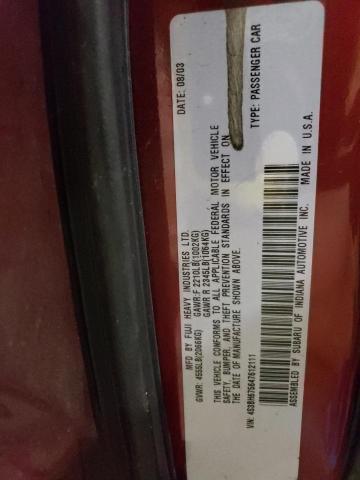 MFD BY FUJI HEAVY INDUSTRIES LTD. DATE: 08/03
GAWR:F 2210LB(1002KG)
GVWR: 4555LB(2066KG) GAWR R 2345LB(1064KG)
THIS VEHICLE CONFORMS TO ALL APPLICABLE FEDERAL MOTOR VEHICLE
SAFETY, BUMPER, AND THEFT PREVENTION STANDARDS IN EFFECT ON
THE DATE OF MANUFACTURE SHOWN ABOVE.
VIN: 4S3BH675647612111 TYPE: PASSENGER CAR
ASSEMBLED BY SUBARU OF INDIANA AUTOMOTIVE INC. MADE IN U.S.A.